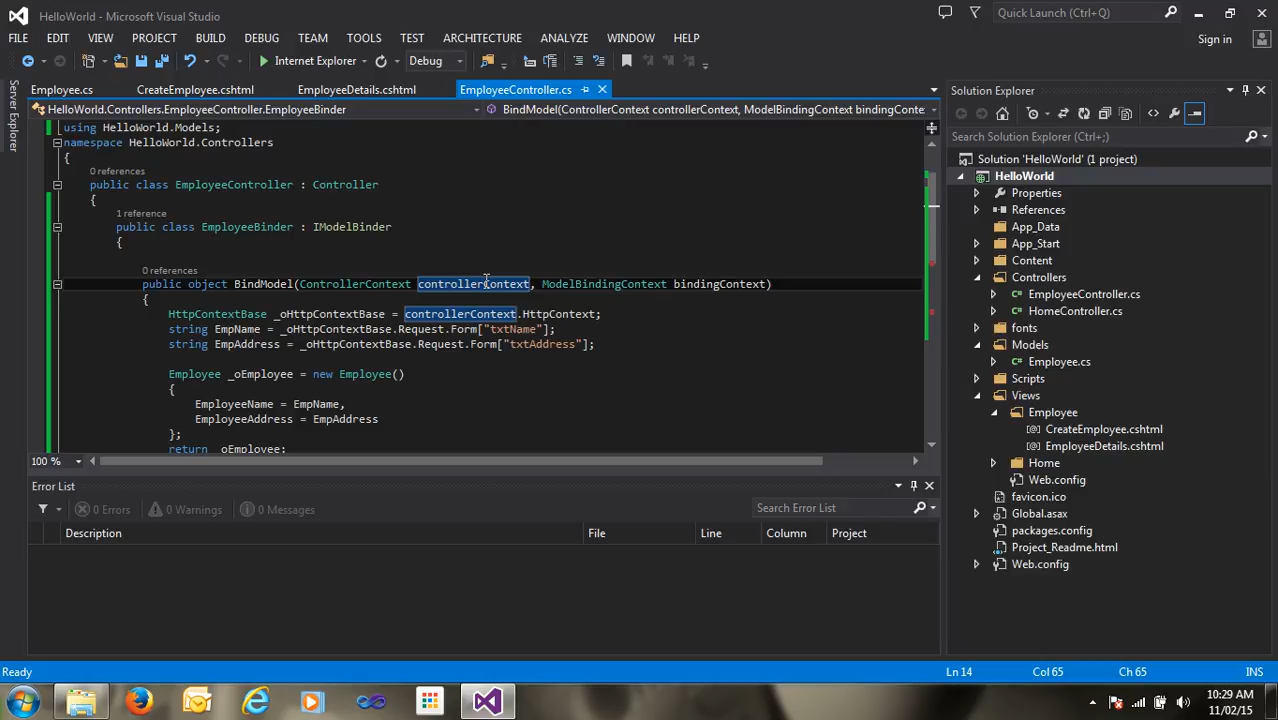 HelloWorld - Microsoft Visual Studio
Quick Launch (Ctrl+Q)
FILE EDIT VIEW PROJECT BUILD DEBUG TEAM TOOLS TEST ARCHITECTURE ANALYZE WINDOW HELP
Sign in
Internet Explorer
Debug
Server Explorer
Employee.cs CreateEmployee.cshtml EmployeeDetails.cshtml EmployeeController.cs
HelloWorld.Controllers.EmployeeController.EmployeeBinder
BindModel(ControllerContext controllerContext, ModelBindingContext bindingConte
using HelloWorld.Models;
namespace HelloWorld.Controllers
{
0 references
public class EmployeeController : Controller
{
1 reference
public class EmployeeBinder : IModelBinder
{
0 references
public object BindModel(ControllerContext controllerContext, ModelBindingContext bindingContext)
{
HttpContextBase _oHttpContextBase = controllerContext.HttpContext;
string EmpName = _oHttpContextBase.Request.Form["txtName"];
string EmpAddress = _oHttpContextBase.Request.Form["txtAddress"];
Employee _oEmployee = new Employee()
{
EmployeeName = EmpName,
EmployeeAddress = EmpAddress
};
return _oEmployee;
100 %
Error List
0 Errors 0 Warnings 0 Messages
Search Error List
Description File Line Column Project
Solution Explorer
Search Solution Explorer (Ctrl+;)
Solution 'HelloWorld' (1 project)
HelloWorld
Properties
References
App_Data
App_Start
Content
Controllers
EmployeeController.cs
HomeController.cs
fonts
Models
Employee.cs
Scripts
Views
Employee
CreateEmployee.cshtml
EmployeeDetails.cshtml
Home
Web.config
favicon.ico
Global.asax
packages.config
Project_Readme.html
Web.config
Ready
Ln 14 Col 65 Ch 65 INS
10:29 AM
11/02/15